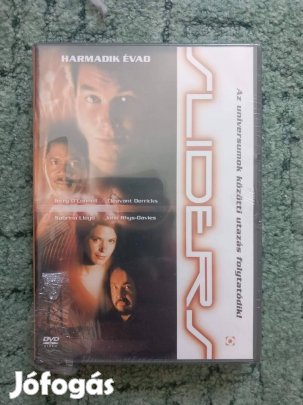 HARMADIK ÉVAD
SLIDERS
Az univerzumok közötti utazás folytatódik!
Jerry O'Connell Cleavant Derricks
Sabrina Lloyd John Rhys-Davies
DVD
VIDEO
Jófogás